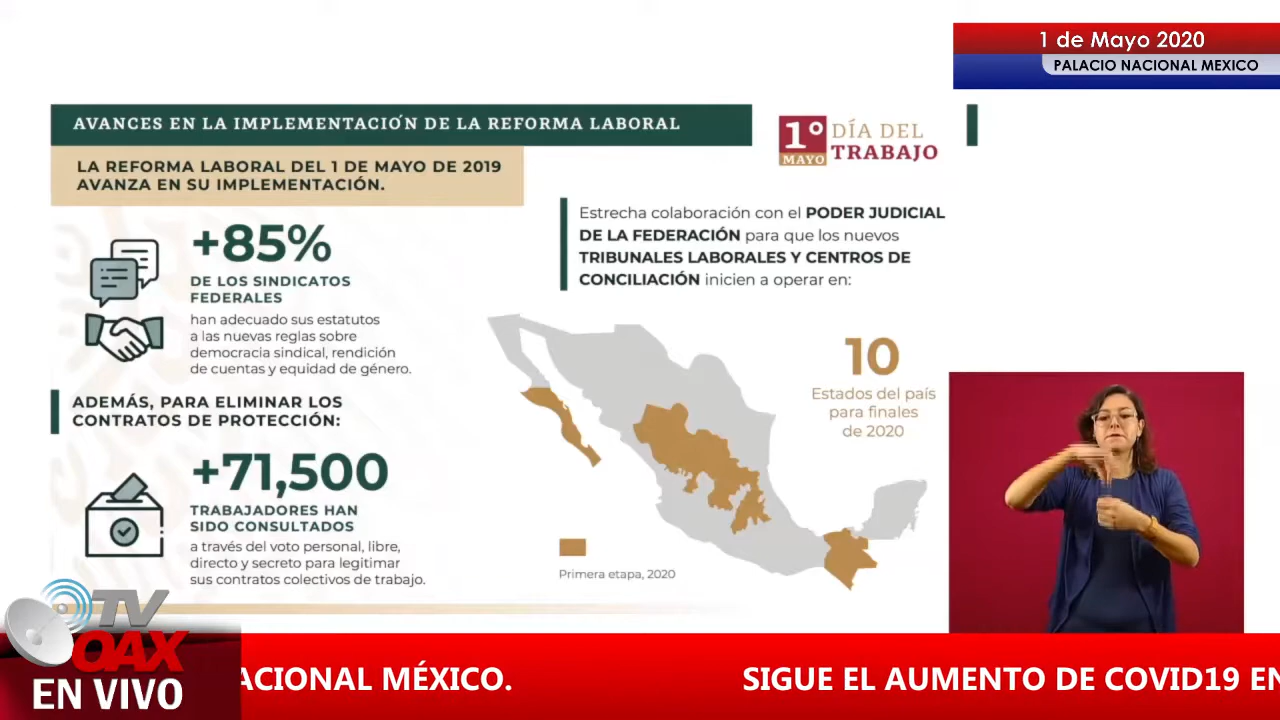 1 de Mayo 2020
PALACIO NACIONAL MEXICO
AVANCES EN LA IMPLEMENTACIÓN DE LA REFORMA LABORAL
1º
MAYO
DÍA DEL
TRABAJO
LA REFORMA LABORAL DEL 1 DE MAYO DE 2019
AVANZA EN SU IMPLEMENTACIÓN.
+85%
DE LOS SINDICATOS
FEDERALES
han adecuado sus estatutos
a las nuevas reglas sobre
democracia sindical, rendición
de cuentas y equidad de género.
ADEMÁS, PARA ELIMINAR LOS
CONTRATOS DE PROTECCIÓN:
+71,500
TRABAJADORES HAN
SIDO CONSULTADOS
a través del voto personal, libre,
directo y secreto para legitimar
sus contratos colectivos de trabajo.
Estrecha colaboración con el PODER JUDICIAL
DE LA FEDERACIÓN para que los nuevos
TRIBUNALES LABORALES Y CENTROS DE
CONCILIACIÓN inicien a operar en:
10
Estados del país
para finales
de 2020
Primera etapa, 2020
TV
OAX
EN VIVO
ACIONAL MÉXICO. SIGUE EL AUMENTO DE COVID19 EN